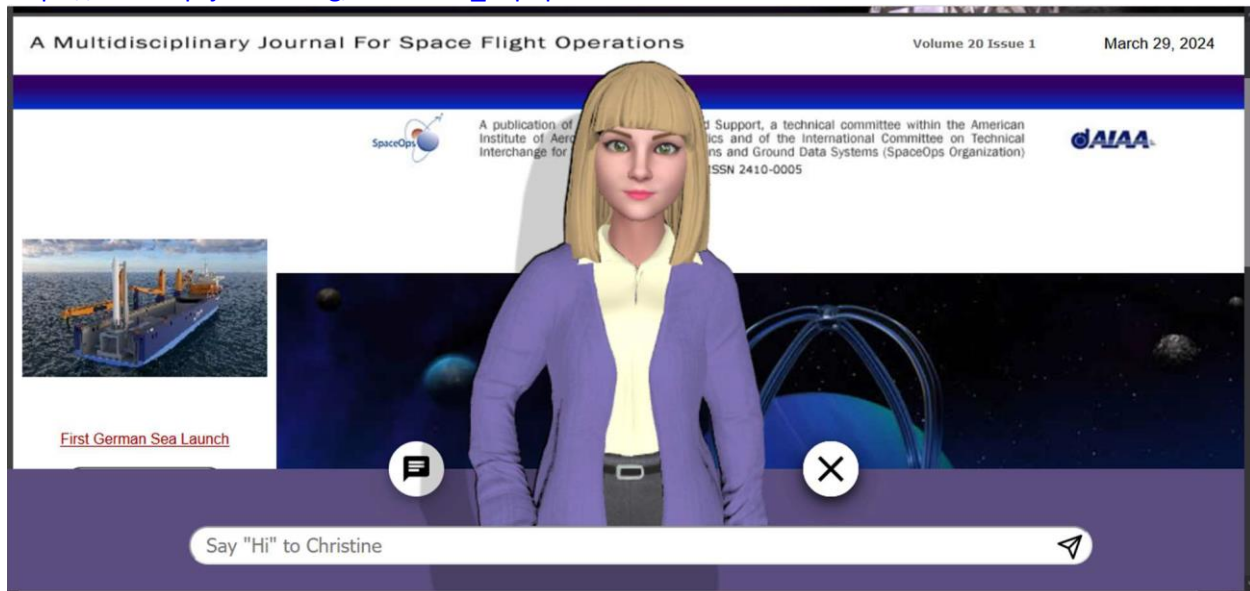 A Multidisciplinary Journal For Space Flight Operations
Volume 20 Issue 1
March 29, 2024
SpaceOps
A publication of d Support, a technical committee within the American
Institute of Aero ics and of the International Committee on Technical
Interchange for ns and Ground Data Systems (SpaceOps Organization)
ISSN 2410-0005
AIAA
First German Sea Launch
Say "Hi" to Christine